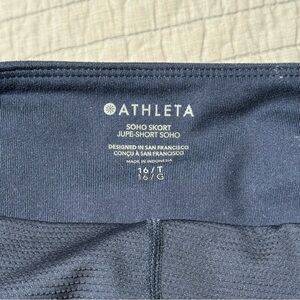 ATHLETA
SOHO SKORT
JUPE-SHORT SOHO
DESIGNED IN SAN FRANCISCO
CONÇU À SAN FRANCISCO
MADE IN INDONESIA
16/T
16/G